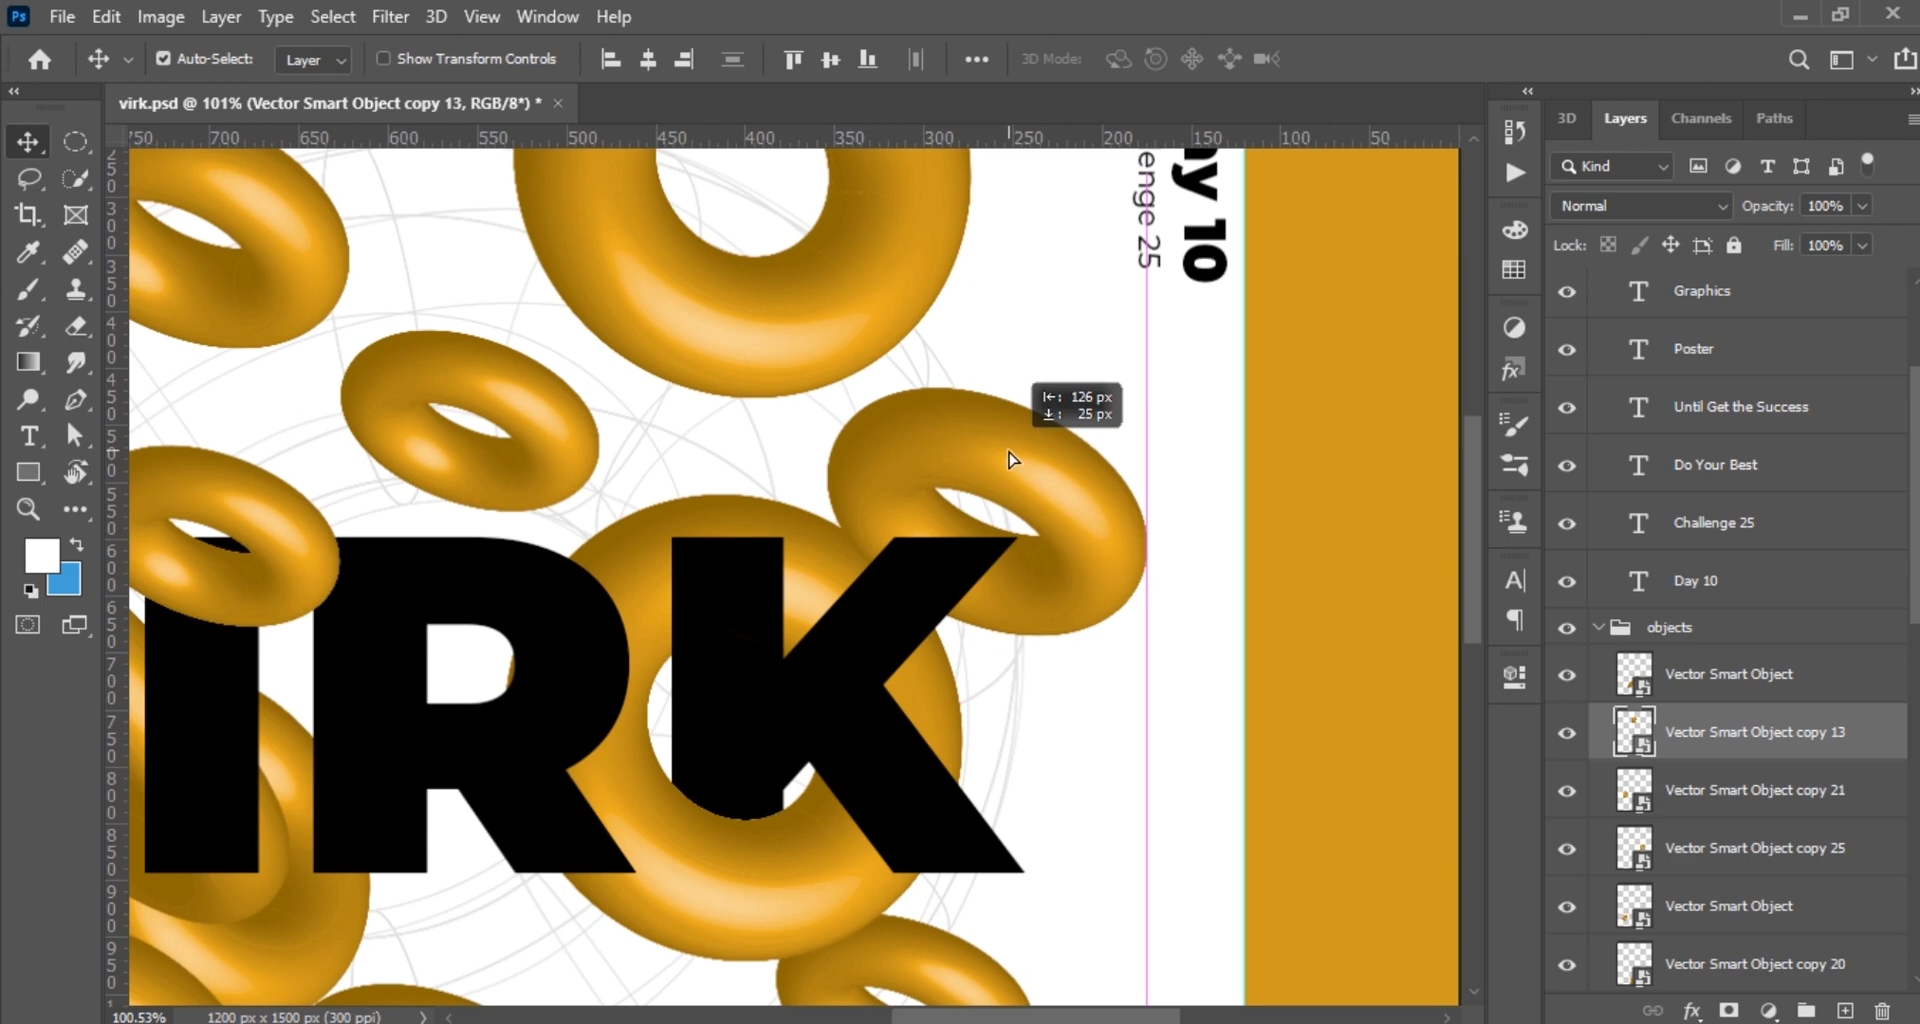 Ps File Edit Image Layer Type Select Filter 3D View Window Help
Auto-Select: Layer Show Transform Controls 3D Mode:
virk.psd @ 101% (Vector Smart Object copy 13, RGB/8*) *
700 650 600 550 500 450 400 350 300 250 200 150 100 50
3D Layers Channels Paths
Kind
Normal Opacity: 100%
Lock: Fill: 100%
Graphics
Poster
Until Get the Success
Do Your Best
Challenge 25
Day 10
objects
Vector Smart Object
Vector Smart Object copy 13
Vector Smart Object copy 21
Vector Smart Object copy 25
Vector Smart Object
Vector Smart Object copy 20
ay 10
enge 25
126 px
25 px
IRK
100.53% 1200 px x 1500 px (300 ppi)